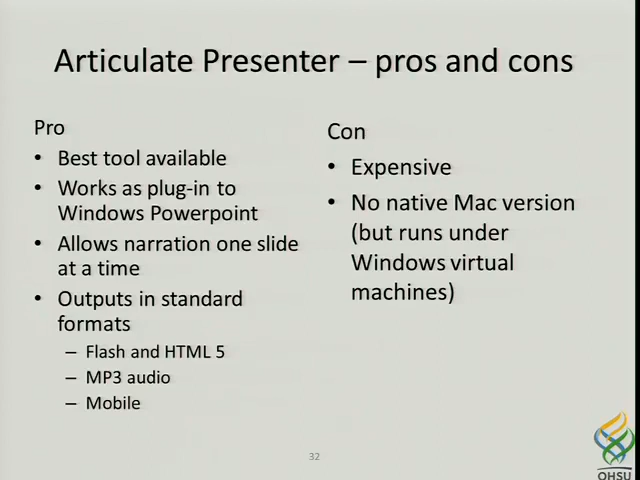 Articulate Presenter – pros and cons
Pro
• Best tool available
• Works as plug-in to
Windows Powerpoint
• Allows narration one slide
at a time
• Outputs in standard
formats
– Flash and HTML 5
– MP3 audio
– Mobile
Con
• Expensive
• No native Mac version
(but runs under
Windows virtual
machines)
32
OHSU